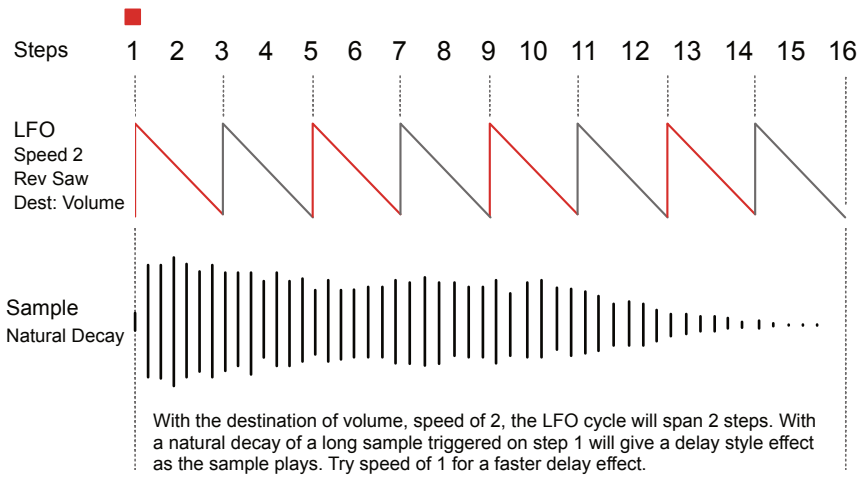 Steps 1 2 3 4 5 6 7 8 9 10 11 12 13 14 15 16
LFO
Speed 2
Rev Saw
Dest: Volume
Sample
Natural Decay
With the destination of volume, speed of 2, the LFO cycle will span 2 steps. With
a natural decay of a long sample triggered on step 1 will give a delay style effect
as the sample plays. Try speed of 1 for a faster delay effect.